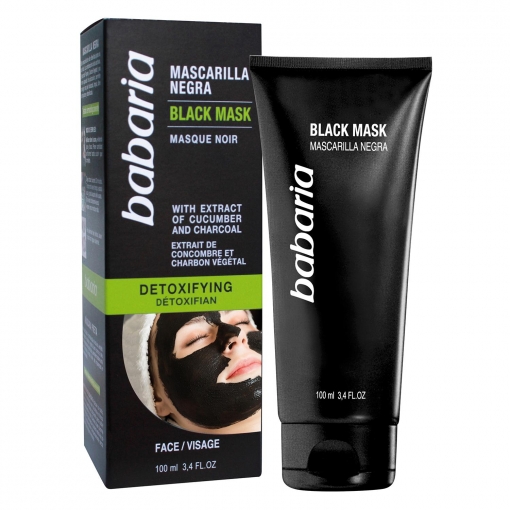 babaria
MASCARILLA
NEGRA
BLACK MASK
MASQUE NOIR
WITH EXTRACT
OF CUCUMBER
AND CHARCOAL
EXTRAIT DE
CONCOMBRE ET
CHARBON VÉGÉTAL
DETOXIFYING
DÉTOXIFIAN
FACE / VISAGE
100 ml 3,4 FL.OZ
BLACK MASK
MASCARILLA NEGRA
babaria
100 ml 3,4 FL.OZ